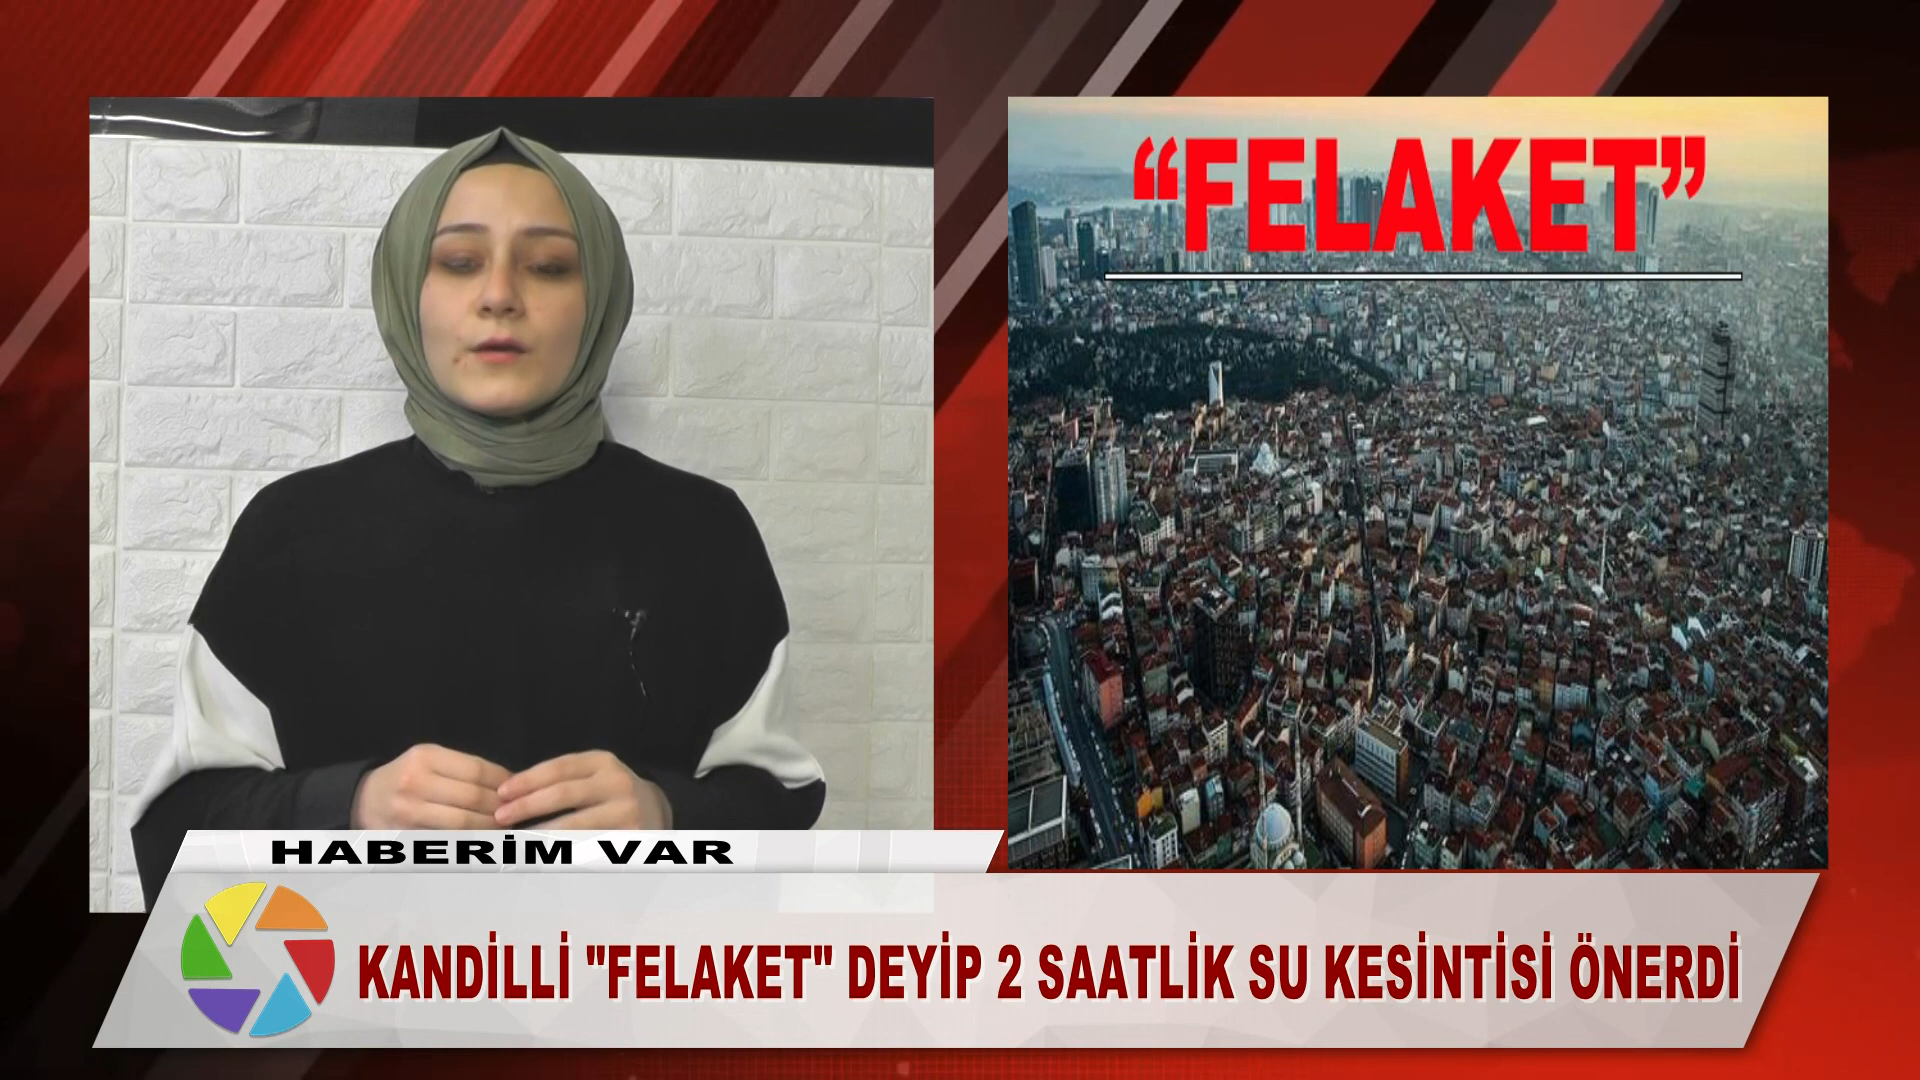 “FELAKET”
HABERİM VAR
KANDİLLİ "FELAKET" DEYİP 2 SAATLİK SU KESİNTİSİ ÖNERDİ